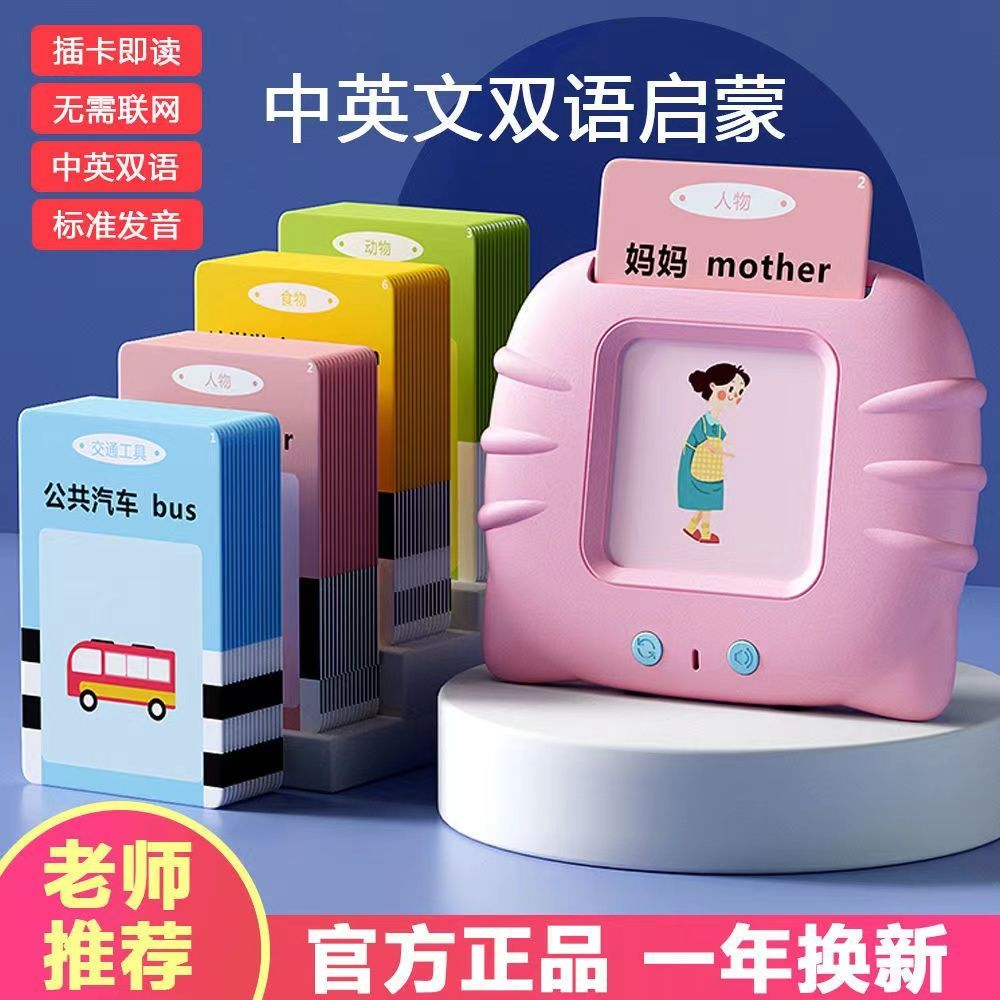 插卡即读
无需联网
中英双语
标准发音
中英文双语启蒙
2
人物
妈妈 mother
3
动物
6
食物
2
人物
er
1
交通工具
公共汽车 bus
老师
推荐
官方正品 一年换新